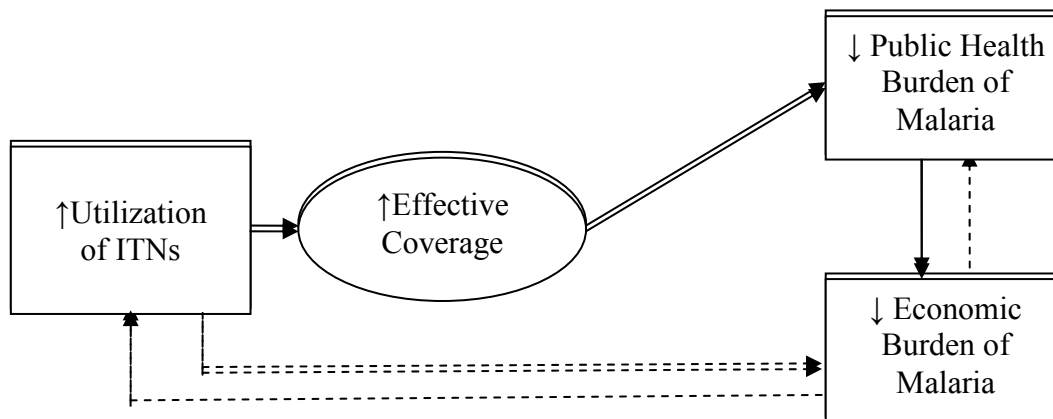 ↑Utilization
of ITNs
↑Effective
Coverage
↓ Public Health
Burden of
Malaria
↓ Economic
Burden of
Malaria